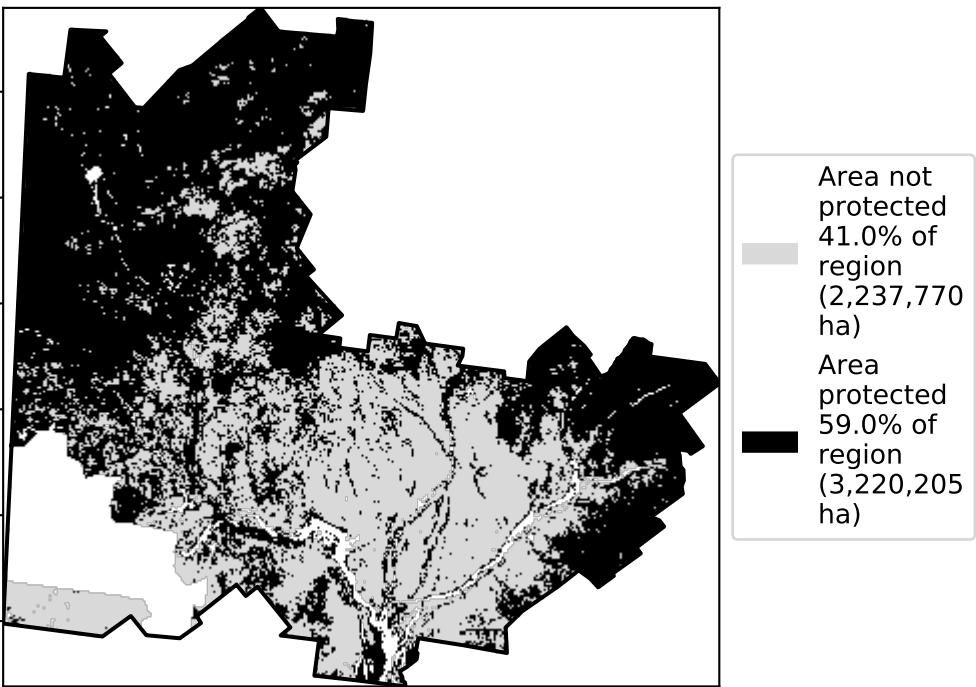 Area not
protected
41.0% of
region
(2,237,770
ha)
Area
protected
59.0% of
region
(3,220,205
ha)